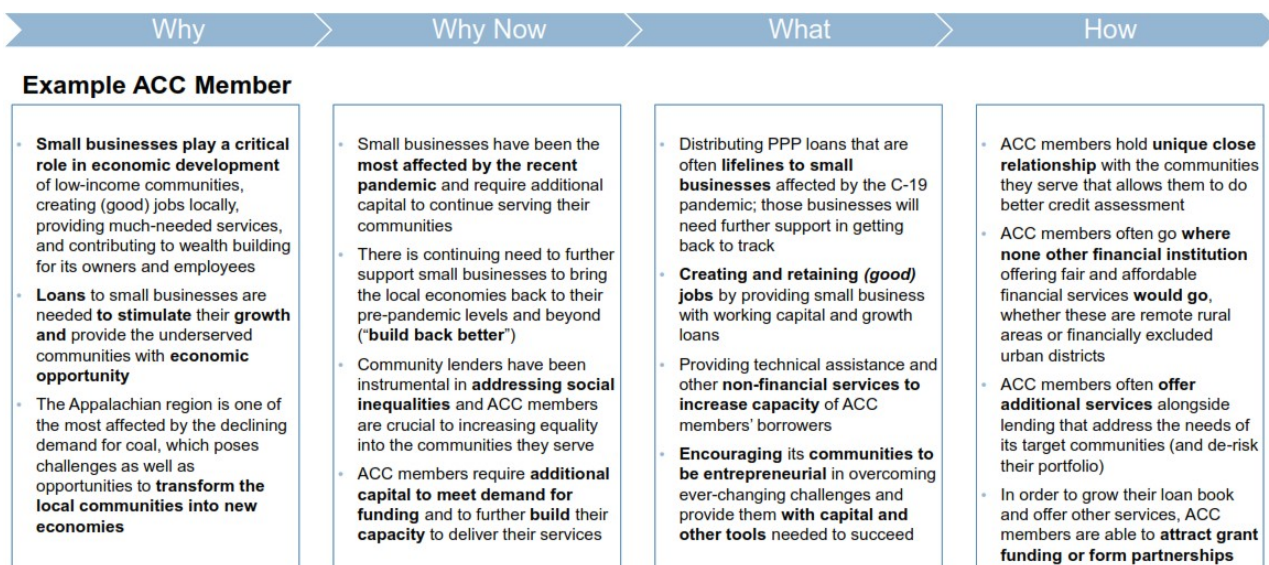 Why
Why Now
What
How
Example ACC Member
Small businesses play a critical
role in economic development
of low-income communities,
creating (good) jobs locally,
providing much-needed services,
and contributing to wealth building
for its owners and employees
Loans to small businesses are
needed to stimulate their growth
and provide the underserved
communities with economic
opportunity
The Appalachian region is one of
the most affected by the declining
demand for coal, which poses
challenges as well as
opportunities to transform the
local communities into new
economies
Small businesses have been the
most affected by the recent
pandemic and require additional
capital to continue serving their
communities
There is continuing need to further
support small businesses to bring
the local economies back to their
pre-pandemic levels and beyond
(“build back better”)
Community lenders have been
instrumental in addressing social
inequalities and ACC members
are crucial to increasing equality
into the communities they serve
ACC members require additional
capital to meet demand for
funding and to further build their
capacity to deliver their services
Distributing PPP loans that are
often lifelines to small
businesses affected by the C-19
pandemic; those businesses will
need further support in getting
back to track
Creating and retaining (good)
jobs by providing small business
with working capital and growth
loans
Providing technical assistance and
other non-financial services to
increase capacity of ACC
members’ borrowers
Encouraging its communities to
be entrepreneurial in overcoming
ever-changing challenges and
provide them with capital and
other tools needed to succeed
ACC members hold unique close
relationship with the communities
they serve that allows them to do
better credit assessment
ACC members often go where
none other financial institution
offering fair and affordable
financial services would go,
whether these are remote rural
areas or financially excluded
urban districts
ACC members often offer
additional services alongside
lending that address the needs of
its target communities (and de-risk
their portfolio)
In order to grow their loan book
and offer other services, ACC
members are able to attract grant
funding or form partnerships